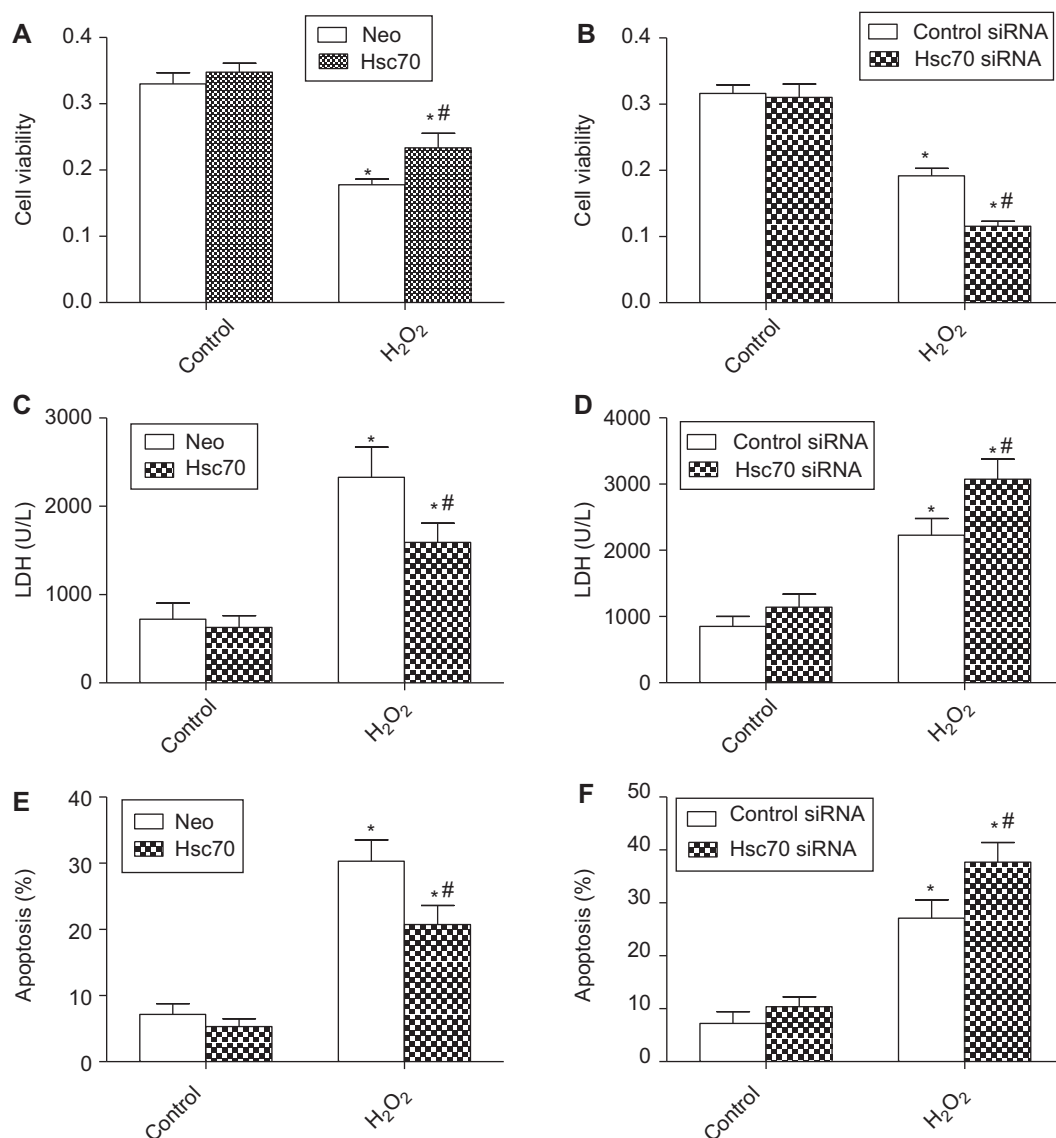 A
Neo
Hsc70
Cell viability
0.4
0.3
0.2
0.1
0.0
*
*#
Control
H2O2
B
Control siRNA
Hsc70 siRNA
Cell viability
0.4
0.3
0.2
0.1
0.0
*
*#
Control
H2O2
C
Neo
Hsc70
LDH (U/L)
3000
2000
1000
0
*
*#
Control
H2O2
D
Control siRNA
Hsc70 siRNA
LDH (U/L)
4000
3000
2000
1000
0
*
*#
Control
H2O2
E
Neo
Hsc70
Apoptosis (%)
40
30
20
10
0
*
*#
Control
H2O2
F
Control siRNA
Hsc70 siRNA
Apoptosis (%)
50
40
30
20
10
0
*
*#
Control
H2O2